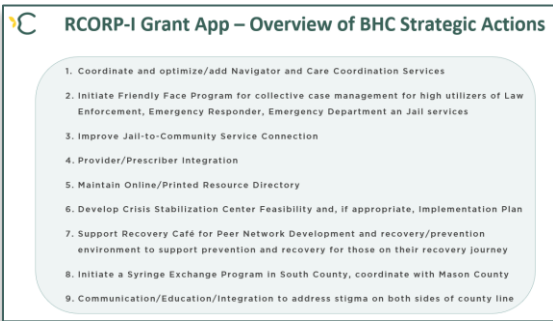 RCORP-I Grant App – Overview of BHC Strategic Actions
1. Coordinate and optimize/add Navigator and Care Coordination Services
2. Initiate Friendly Face Program for collective case management for high utilizers of Law
Enforcement, Emergency Responder, Emergency Department an Jail services
3. Improve Jail-to-Community Service Connection
4. Provider/Prescriber Integration
5. Maintain Online/Printed Resource Directory
6. Develop Crisis Stabilization Center Feasibility and, if appropriate, Implementation Plan
7. Support Recovery Café for Peer Network Development and recovery/prevention
environment to support prevention and recovery for those on their recovery journey
8. Initiate a Syringe Exchange Program in South County, coordinate with Mason County
9. Communication/Education/Integration to address stigma on both sides of county line